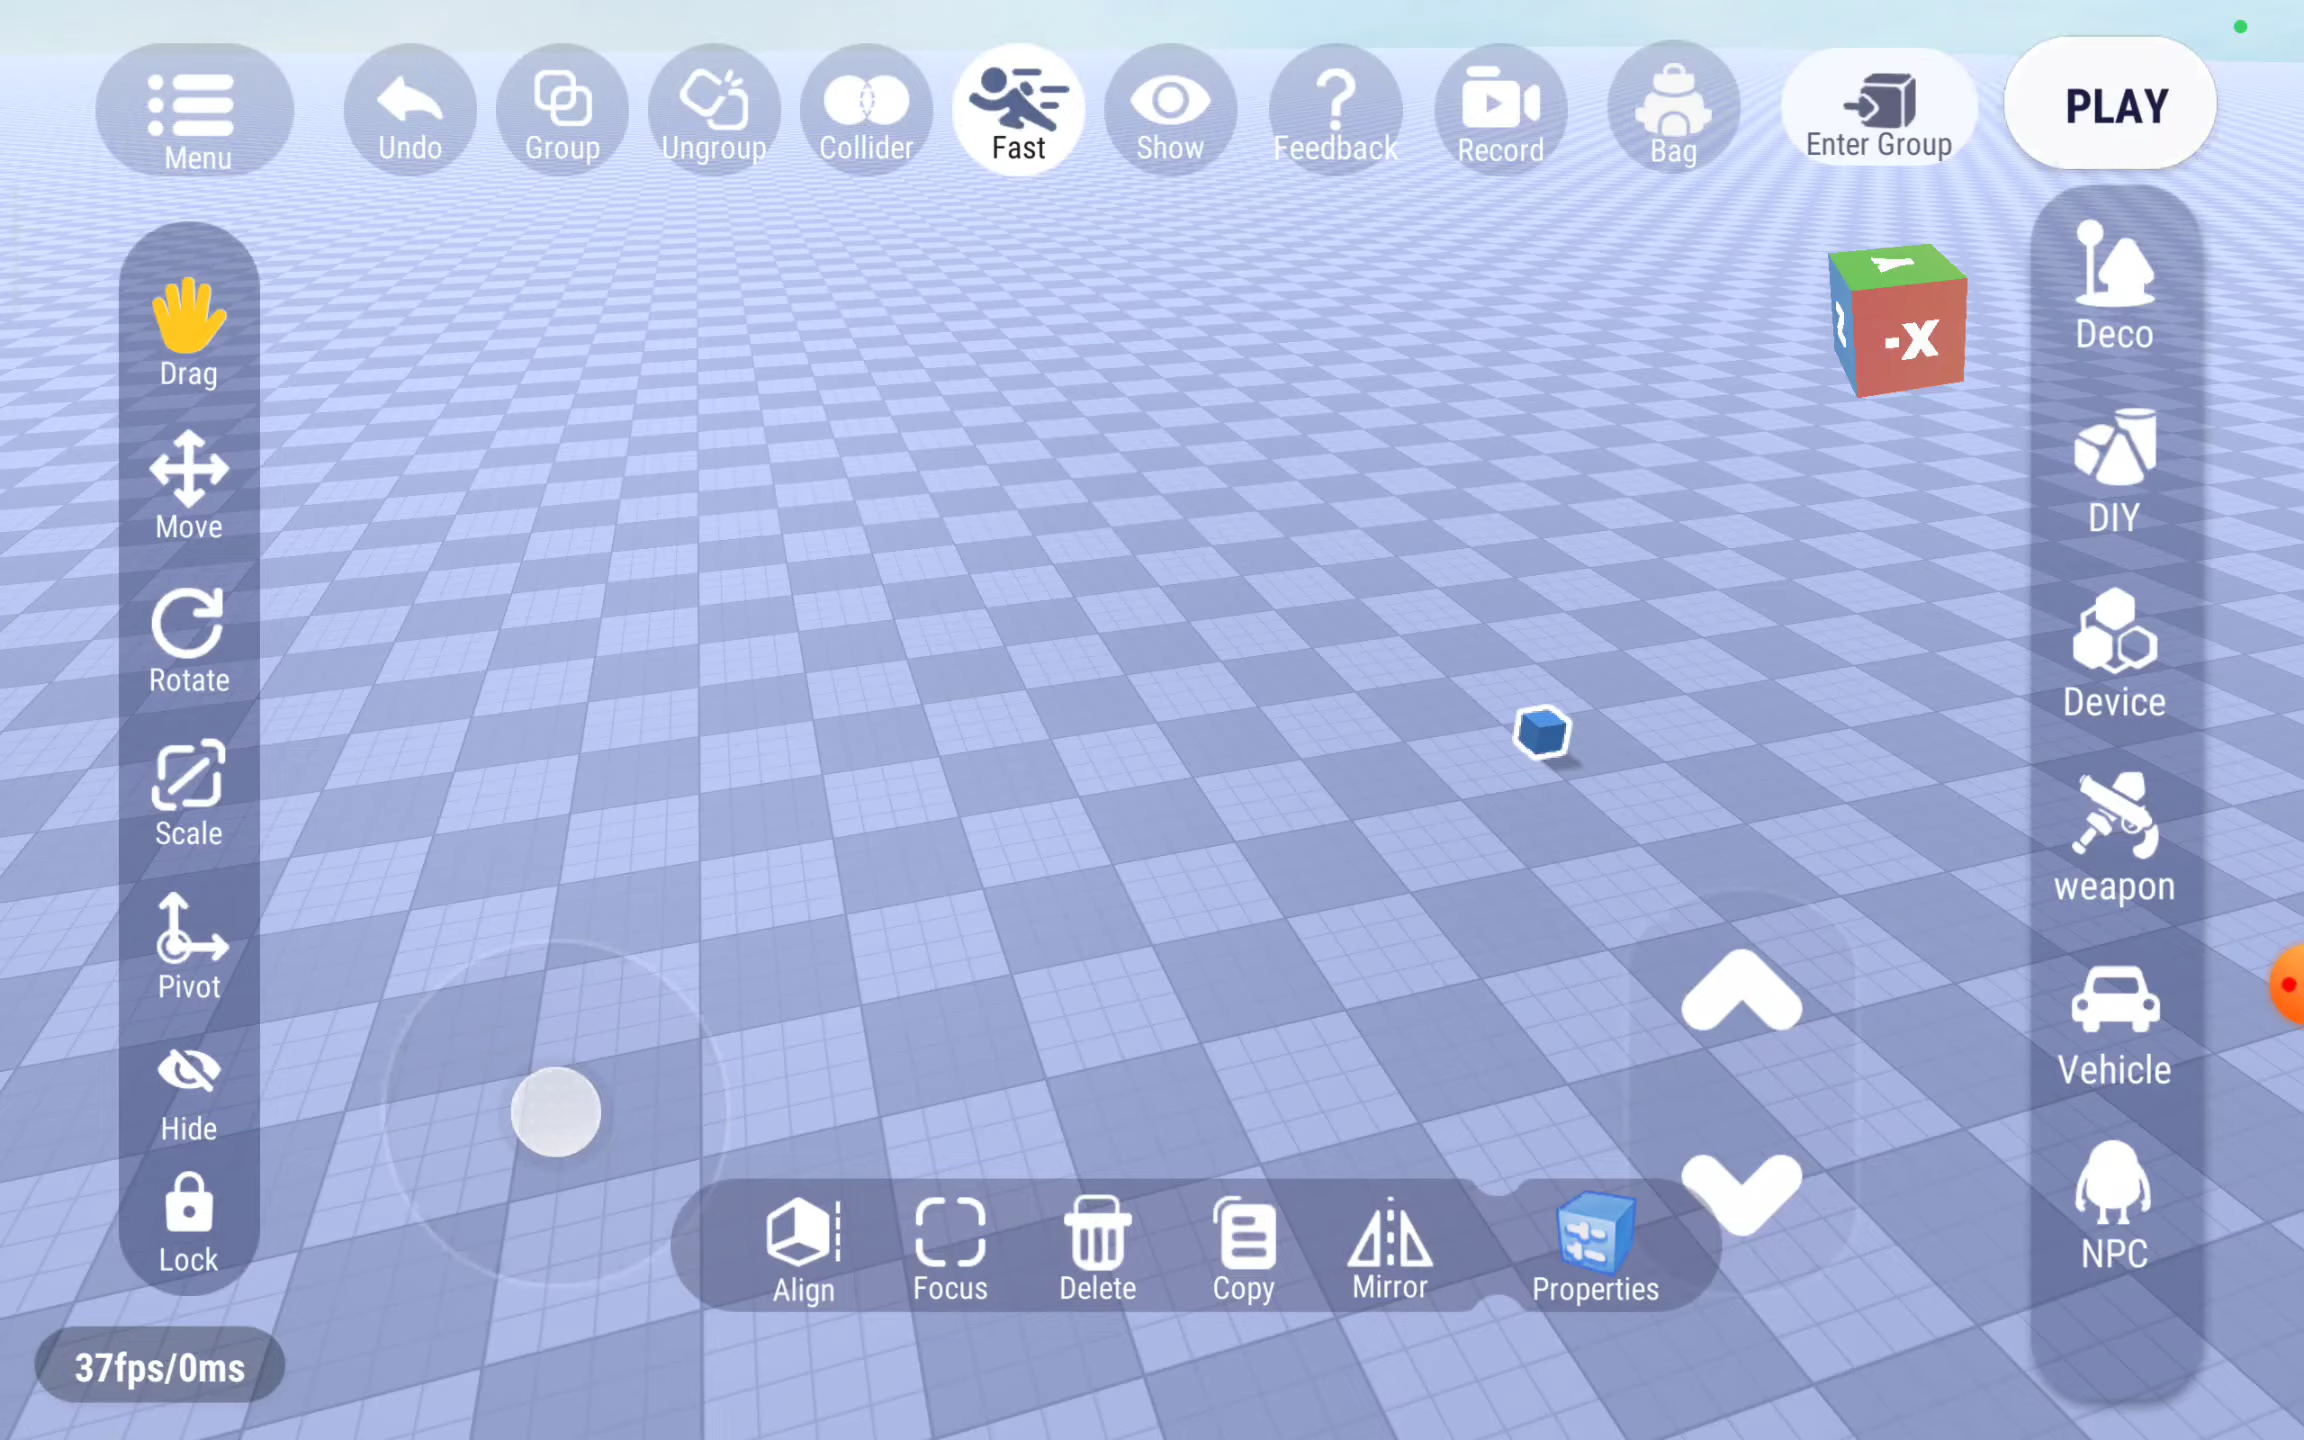 Menu
Undo
Group
Ungroup
Collider
Fast
Show
Feedback
Record
Bag
Enter Group
PLAY
Y
-X
Drag
Move
Rotate
Scale
Pivot
Hide
Lock
Deco
DIY
Device
weapon
Vehicle
NPC
Align
Focus
Delete
Copy
Mirror
Properties
37fps/0ms